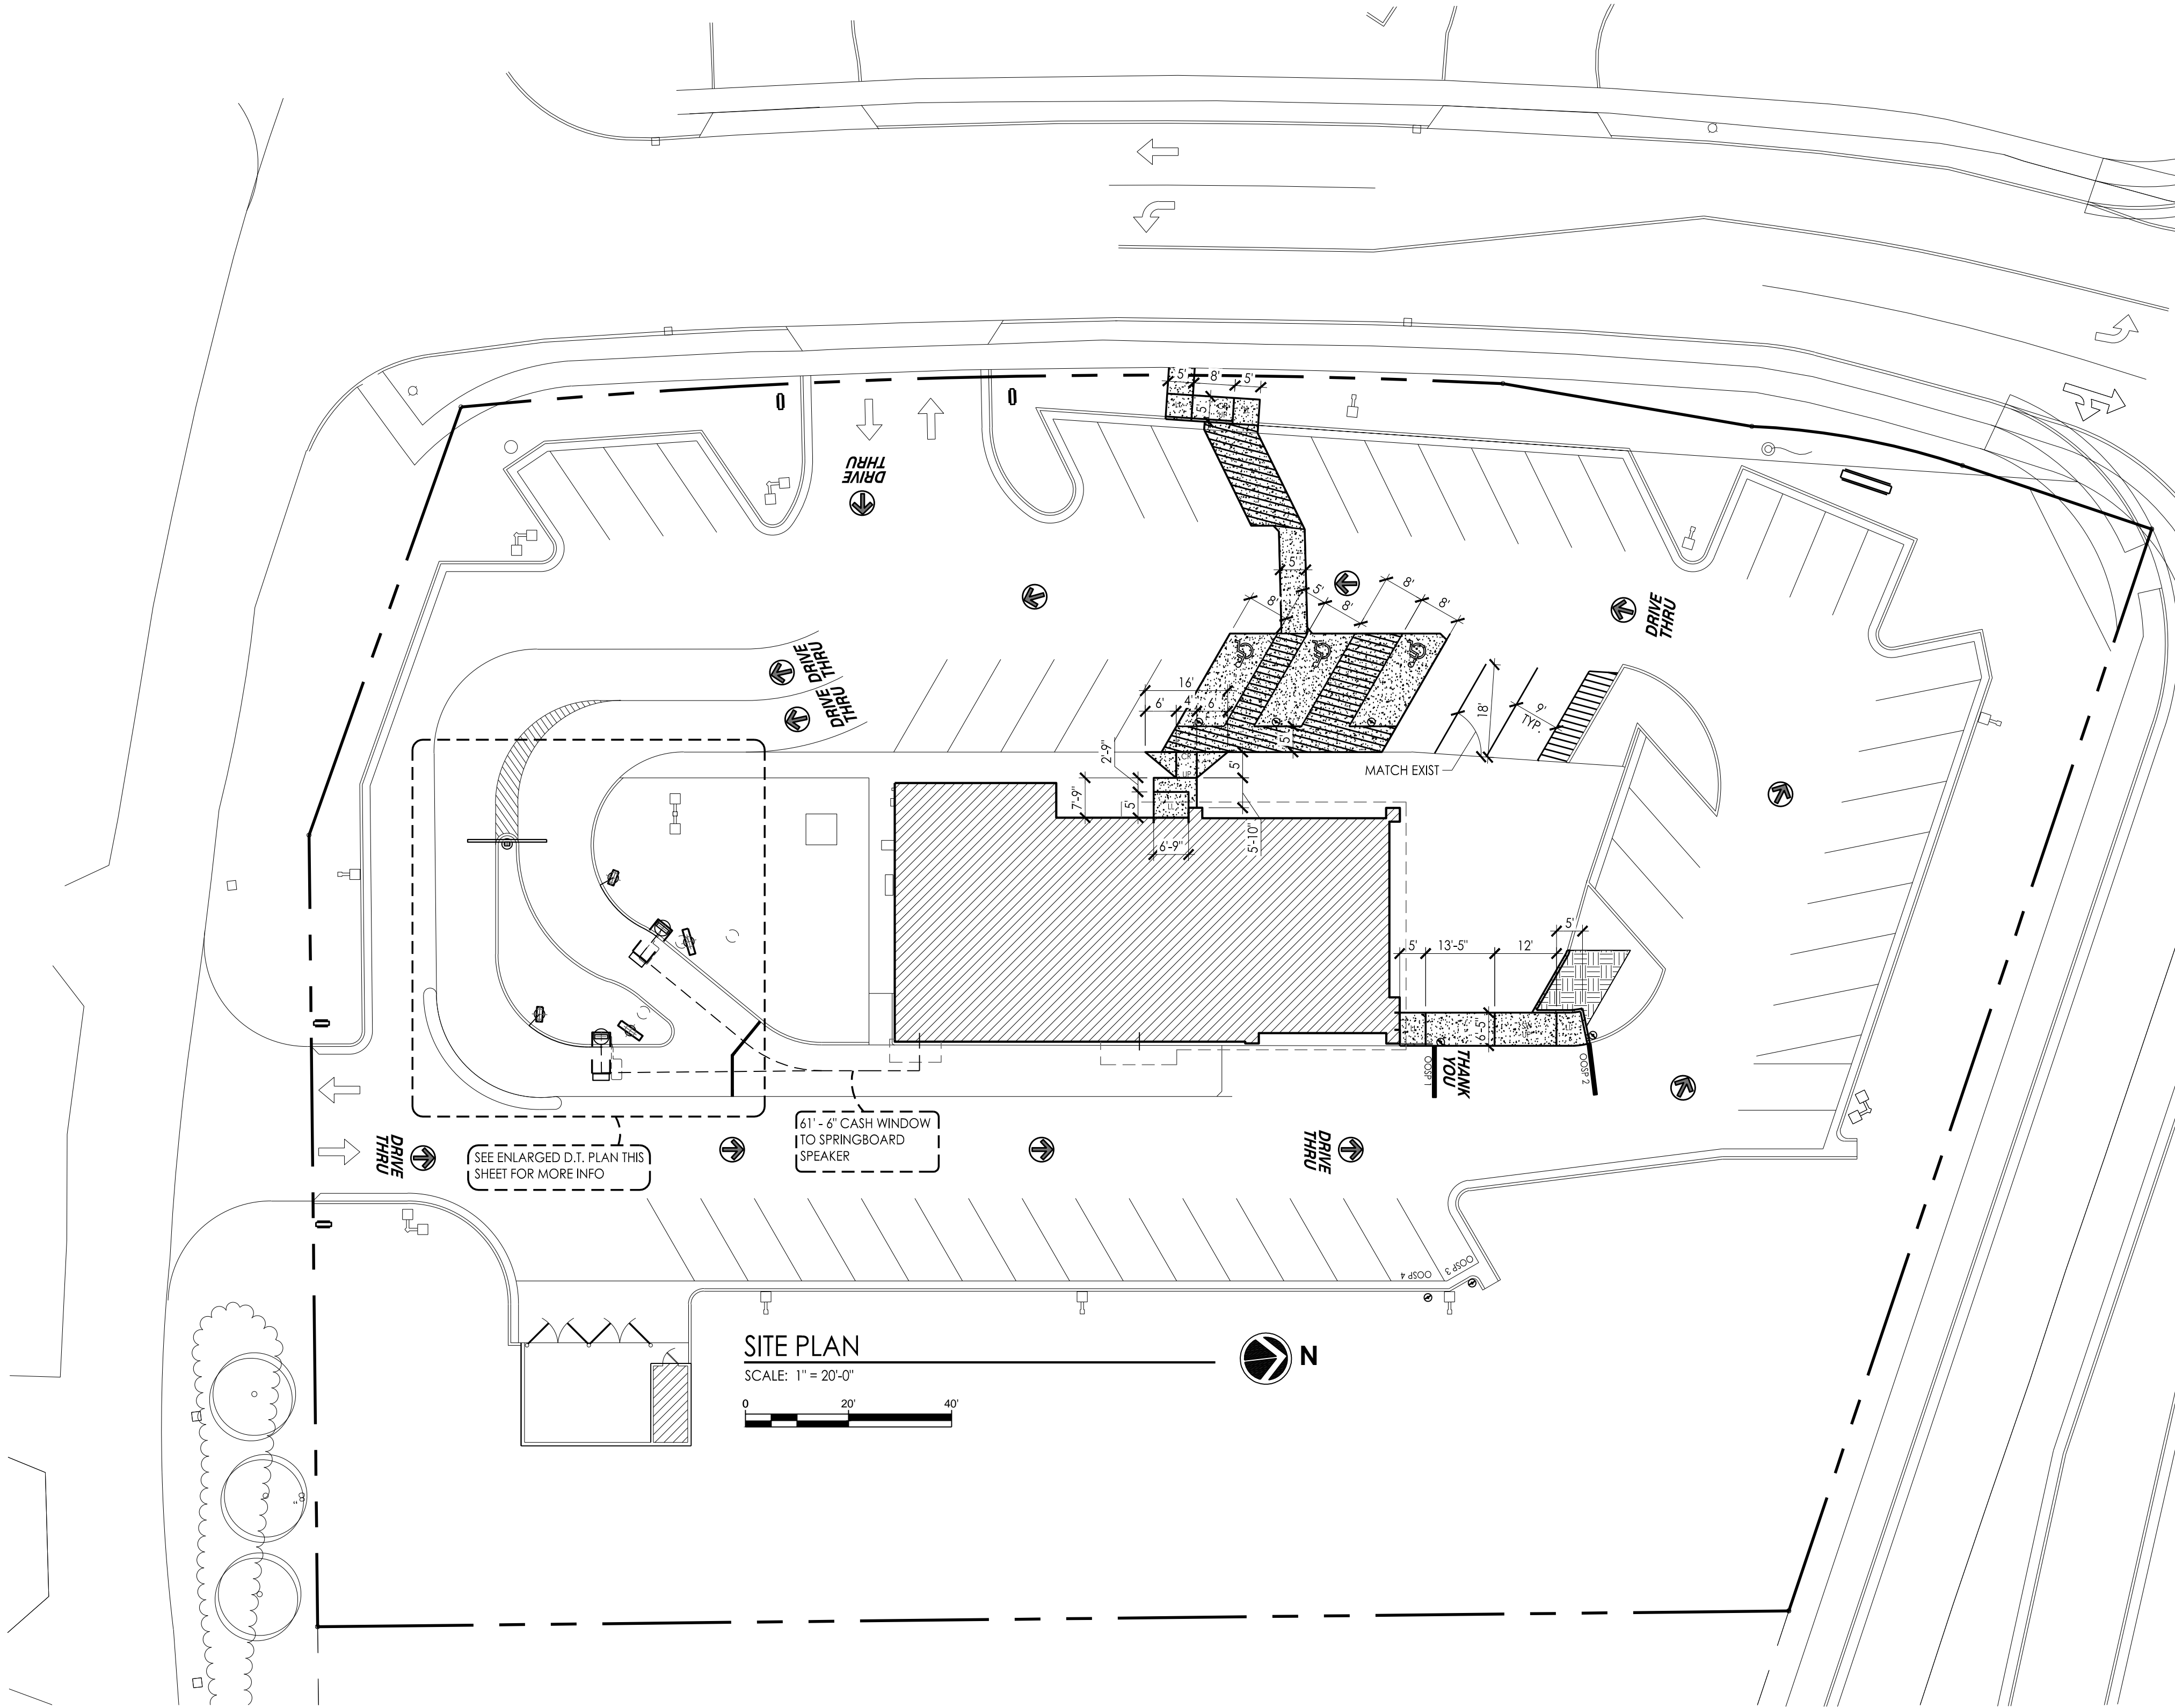 5'
8'
5'
5'
DRIVE
THRU
5'
8'
5'
8'
8'
8'
DRIVE
THRU
DRIVE
THRU
DRIVE
THRU
16'
6'
4'
6'
18'
9'
TYP.
5'
2'-9"
MATCH EXIST
UP
5'
7'-9"
5'
5'-10"
6'-9"
5'
5'
13'-5"
12'
6'-5"
OOSP 1
THANK
YOU
OOSP 2
61' - 6" CASH WINDOW
TO SPRINGBOARD
SPEAKER
DRIVE
THRU
SEE ENLARGED D.T. PLAN THIS
SHEET FOR MORE INFO
DRIVE
THRU
OOSP 4
OOSP 3
SITE PLAN
N
SCALE: 1" = 20'-0"
0
20'
40'